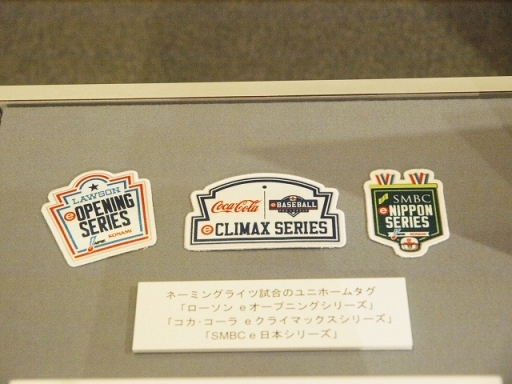 LAWSON
e OPENING
SERIES
KONAMI
Coca-Cola
e BASEBALL
e CLIMAX SERIES
SMBC
e NIPPON
SERIES
ネーミングライツ試合のユニホームタグ
「ローソン eオープニングシリーズ」
「コカ･コーラ eクライマックスシリーズ」
「SMBC e日本シリーズ」